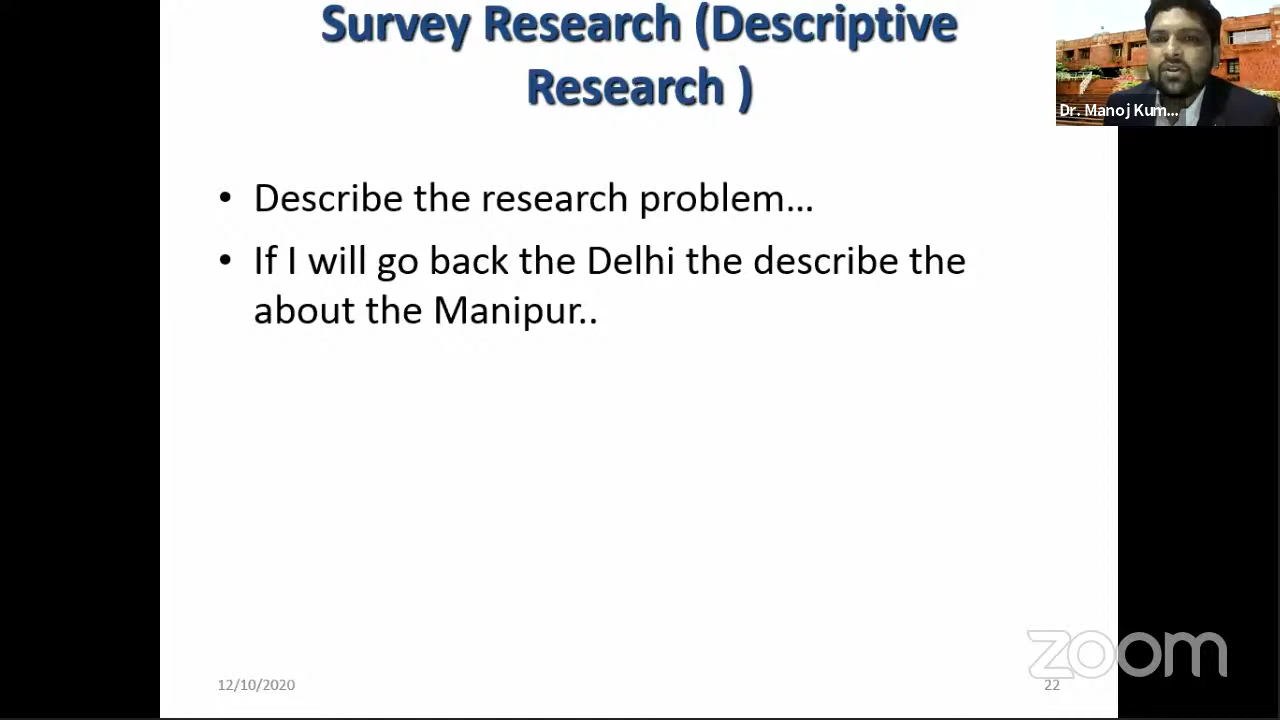 Survey Research (Descriptive
Research )
Dr. Manoj Kum...
• Describe the research problem...
• If I will go back the Delhi the describe the
about the Manipur..
zoom
12/10/2020
22